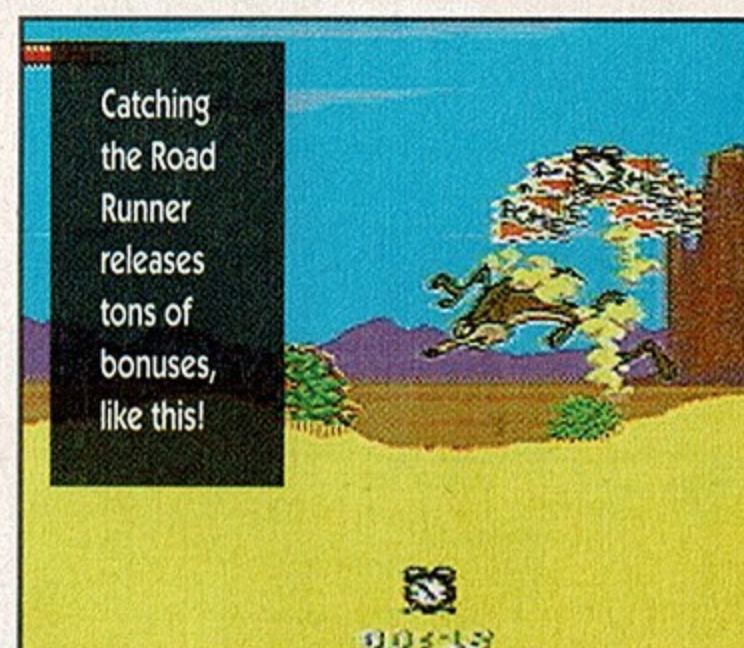 Catching
the Road
Runner
releases
tons of
bonuses,
like this!